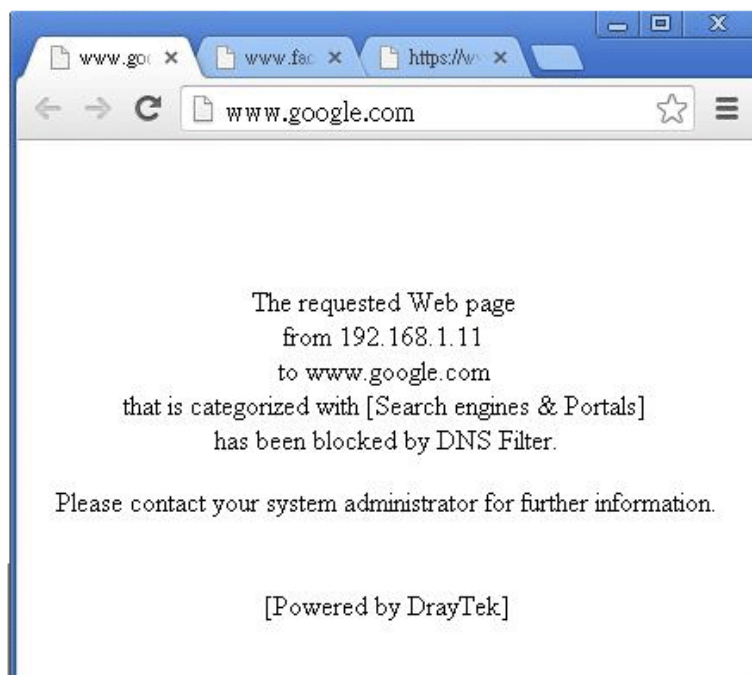 www.goo
www.fac
https://w
www.google.com
The requested Web page
from 192.168.1.11
to www.google.com
that is categorized with [Search engines & Portals]
has been blocked by DNS Filter.
Please contact your system administrator for further information.
[Powered by DrayTek]